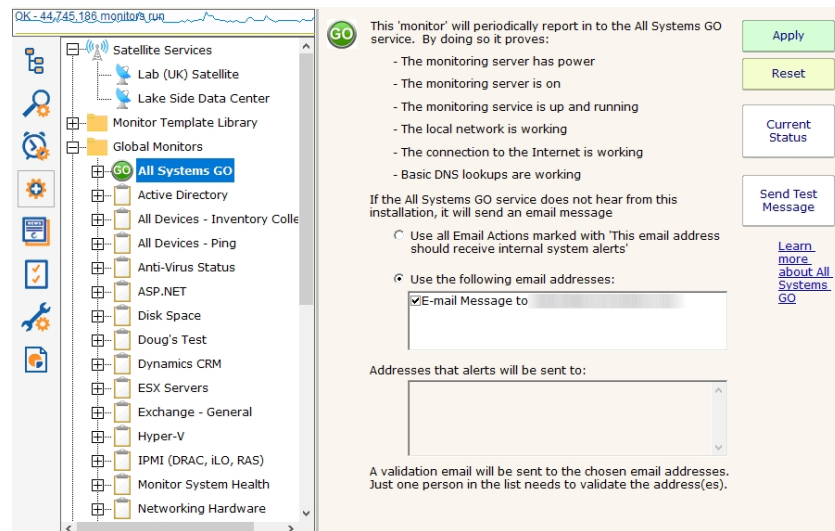 OK - 44,745,186 monitors run
Satellite Services
Lab (UK) Satellite
Lake Side Data Center
Monitor Template Library
Global Monitors
GO
All Systems GO
Active Directory
All Devices - Inventory Colle
All Devices - Ping
Anti-Virus Status
ASP.NET
Disk Space
Doug's Test
Dynamics CRM
ESX Servers
Exchange - General
Hyper-V
IPMI (DRAC, iLO, RAS)
Monitor System Health
Networking Hardware
GO
This 'monitor' will periodically report in to the All Systems GO
service. By doing so it proves:
- The monitoring server has power
- The monitoring server is on
- The monitoring service is up and running
- The local network is working
- The connection to the Internet is working
- Basic DNS lookups are working
If the All Systems GO service does not hear from this
installation, it will send an email message
Use all Email Actions marked with 'This email address
should receive internal system alerts'
Use the following email addresses:
E-mail Message to
Addresses that alerts will be sent to:
A validation email will be sent to the chosen email addresses.
Just one person in the list needs to validate the address(es).
Apply
Reset
Current
Status
Send Test
Message
Learn
more
about All
Systems
GO